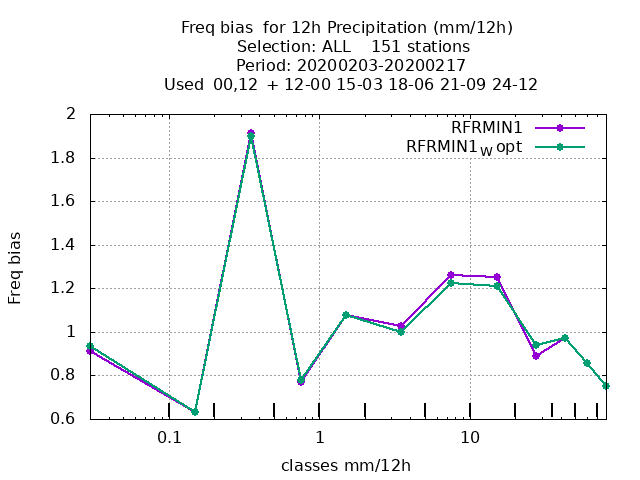 Freq bias  for 12h Precipitation (mm/12h)
Selection: ALL    151 stations
Period: 20200203-20200217
Used  00,12  + 12-00 15-03 18-06 21-09 24-12
RFRMIN1
RFRMIN1W opt
2
1.8
1.6
1.4
1.2
1
0.8
0.6
Freq bias
0.1
1
10
classes mm/12h